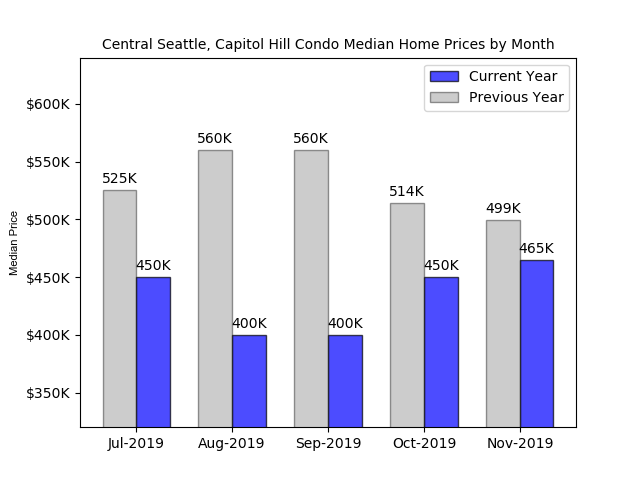 Central Seattle, Capitol Hill Condo Median Home Prices by Month
Current Year
Previous Year
$600K
$550K
$500K
$450K
$400K
$350K
Median Price
525K
450K
560K
400K
560K
400K
514K
450K
499K
465K
Jul-2019
Aug-2019
Sep-2019
Oct-2019
Nov-2019